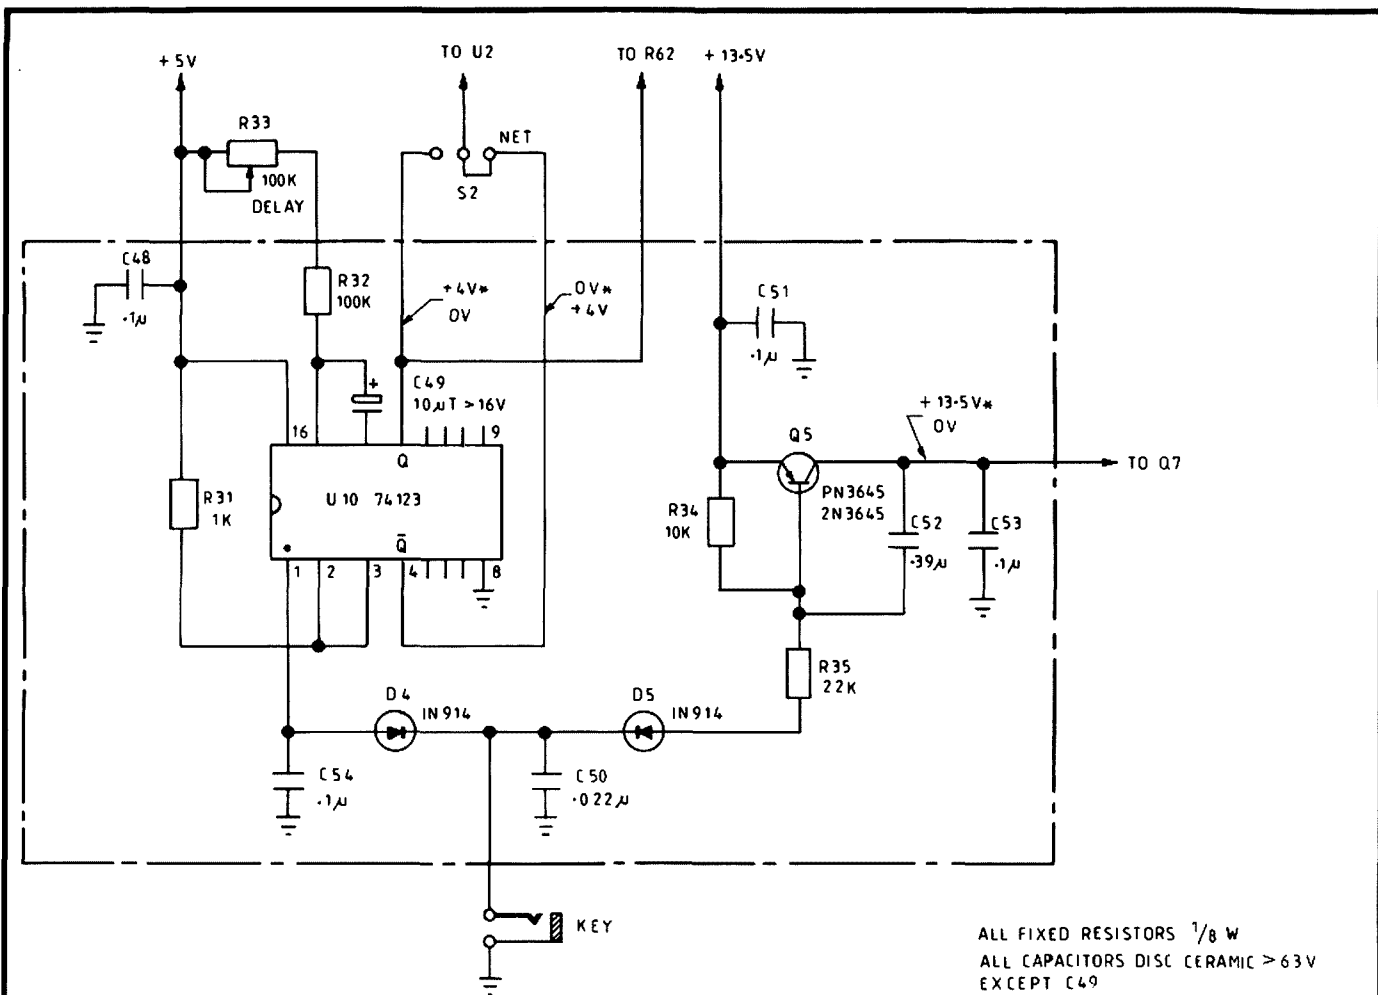 +5V
TO U2
TO R62
+13·5V
R33
100K
DELAY
NET
S2
C48
·1µ
R32
100K
+4V*
0V
0V*
+4V
C51
·1µ
+
C49
10µT >16V
+13·5V*
0V
16
9
Q
Q5
TO Q7
R31
1K
U10 74123
PN3645
2N3645
R34
10K
C52
·39µ
C53
·1µ
Q̅
1
2
3
4
8
R35
22K
D4
IN914
D5
IN914
C54
·1µ
C50
·022µ
KEY
ALL FIXED RESISTORS 1/8 W
ALL CAPACITORS DISC CERAMIC >63V
EXCEPT C49